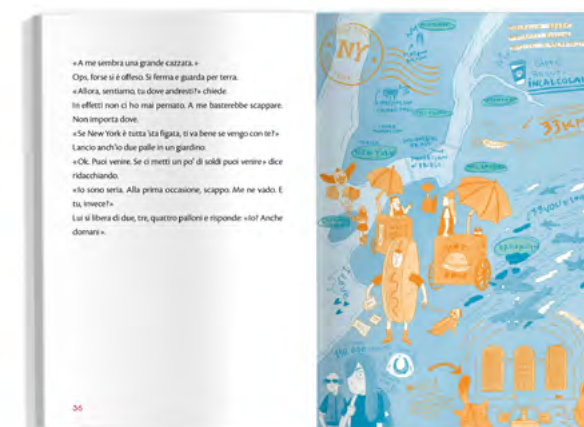 «A me sembra una grande cazzata.»
Ops, forse si è offeso. Si ferma e guarda per terra.
«Allora, sentiamo, tu dove andresti?» chiede.
In effetti non ci ho mai pensato. A me basterebbe scappare.
Non importa dove.
«Se New York è tutta 'sta figata, ti va bene se vengo con te?»
Lancio anch'io due palle in un giardino.
«Ok. Puoi venire. Se ci metti un po' di soldi puoi venire» dice
ridacchiando.
«Io sono seria. Alla prima occasione, scappo. Me ne vado. E
tu, invece?»
Lui si libera di due, tre, quattro palloni e risponde: «Io? Anche
domani».
36
NY
INCALCOLA
33KM
NEW YORK